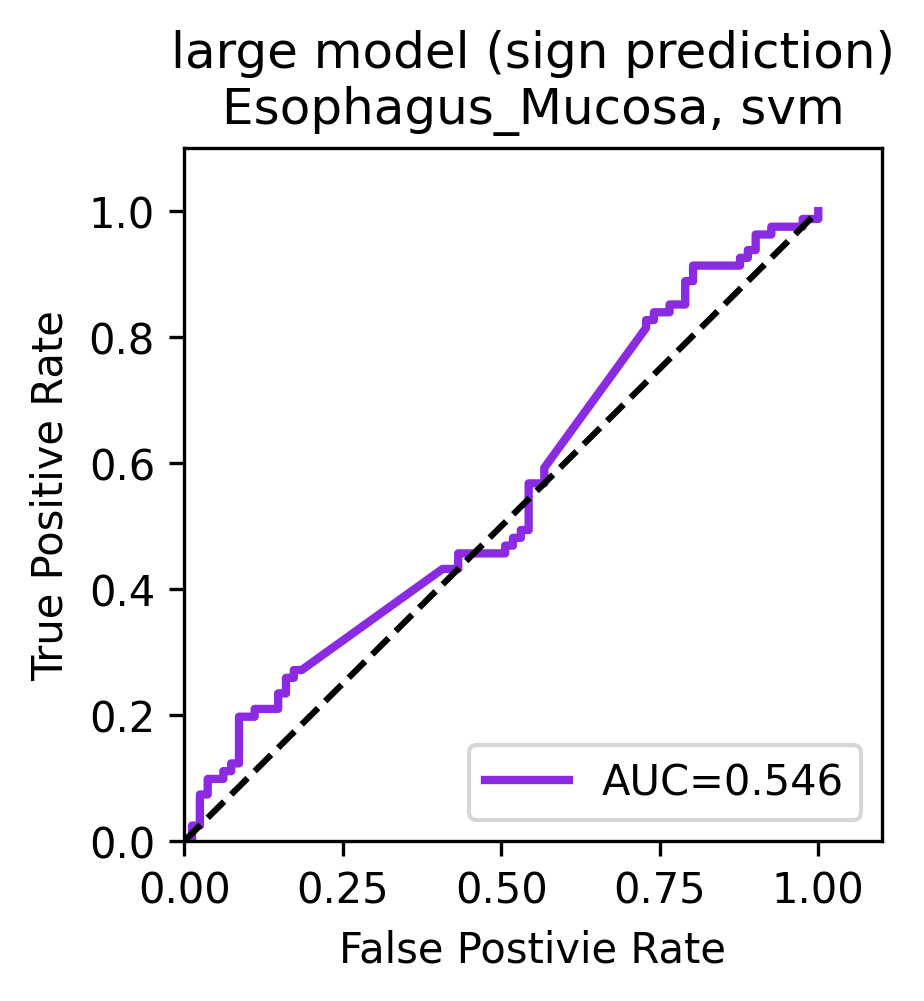 large model (sign prediction)
Esophagus_Mucosa, svm
True Positive Rate
1.0
0.8
0.6
0.4
0.2
0.0
AUC=0.546
0.00 0.25 0.50 0.75 1.00
False Postivie Rate